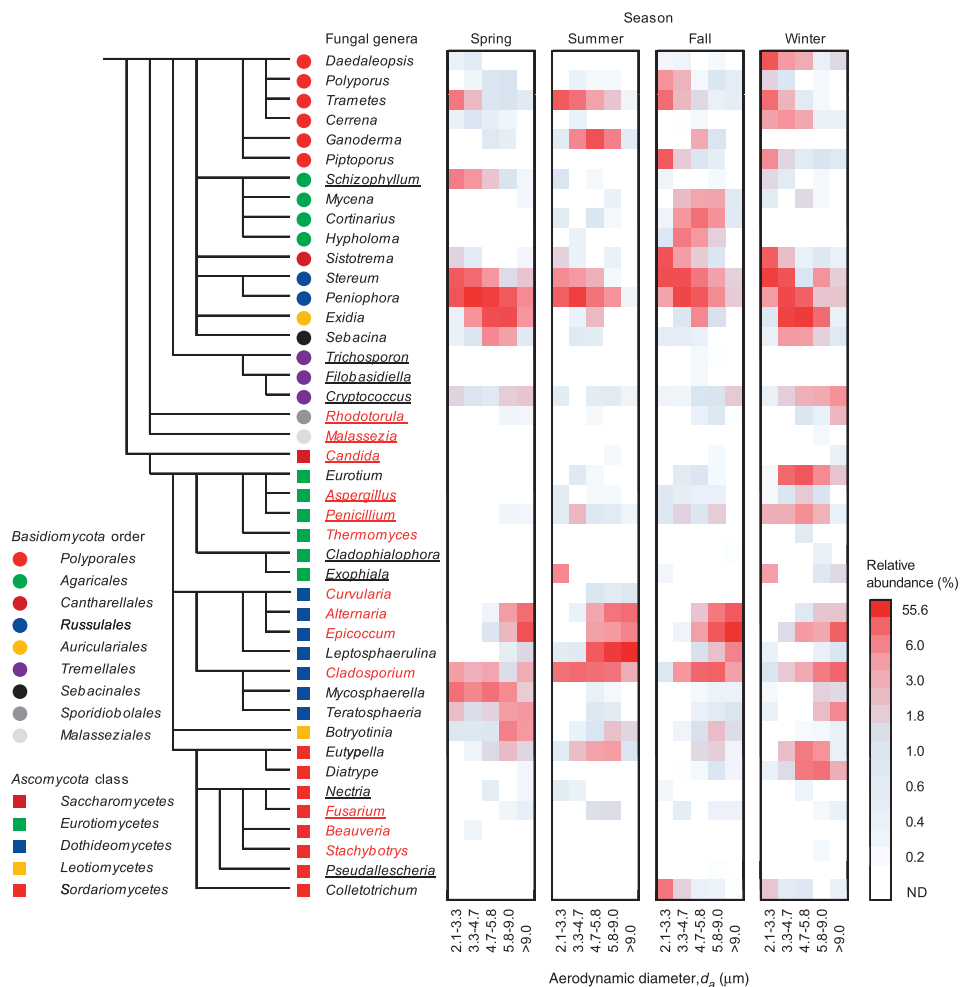 Season
Fungal genera
Spring
Summer
Fall
Winter
Daedaleopsis
Polyporus
Trametes
Cerrena
Ganoderma
Piptoporus
Schizophyllum
Mycena
Cortinarius
Hypholoma
Sistotrema
Stereum
Peniophora
Exidia
Sebacina
Trichosporon
Filobasidiella
Cryptococcus
Rhodotorula
Malassezia
Candida
Eurotium
Aspergillus
Penicillium
Thermomyces
Cladophialophora
Exophiala
Curvularia
Alternaria
Epicoccum
Leptosphaerulina
Cladosporium
Mycosphaerella
Teratosphaeria
Botryotinia
Eutypella
Diatrype
Nectria
Fusarium
Beauveria
Stachybotrys
Pseudallescheria
Colletotrichum
Basidiomycota order
Polyporales
Agaricales
Cantharellales
Russulales
Auriculariales
Tremellales
Sebacinales
Sporidiobolales
Malasseziales
Ascomycota class
Saccharomycetes
Eurotiomycetes
Dothideomycetes
Leotiomycetes
Sordariomycetes
Relative
abundance (%)
55.6
6.0
3.0
1.8
1.0
0.6
0.4
0.2
ND
2.1-3.3
3.3-4.7
4.7-5.8
5.8-9.0
>9.0
2.1-3.3
3.3-4.7
4.7-5.8
5.8-9.0
>9.0
2.1-3.3
3.3-4.7
4.7-5.8
5.8-9.0
>9.0
2.1-3.3
3.3-4.7
4.7-5.8
5.8-9.0
>9.0
Aerodynamic diameter,da (μm)